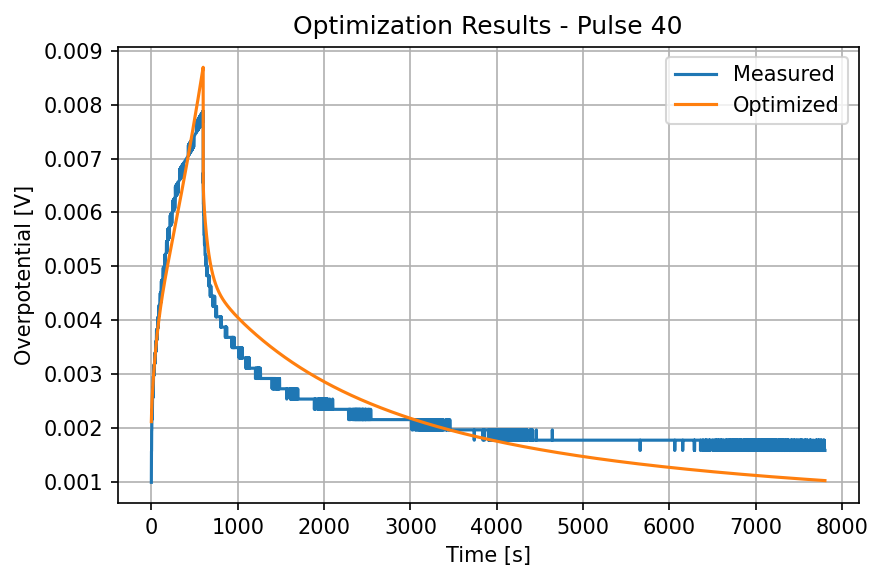 Optimization Results - Pulse 40
Overpotential [V]
0.009
0.008
0.007
0.006
0.005
0.004
0.003
0.002
0.001
Measured
Optimized
0 1000 2000 3000 4000 5000 6000 7000 8000
Time [s]